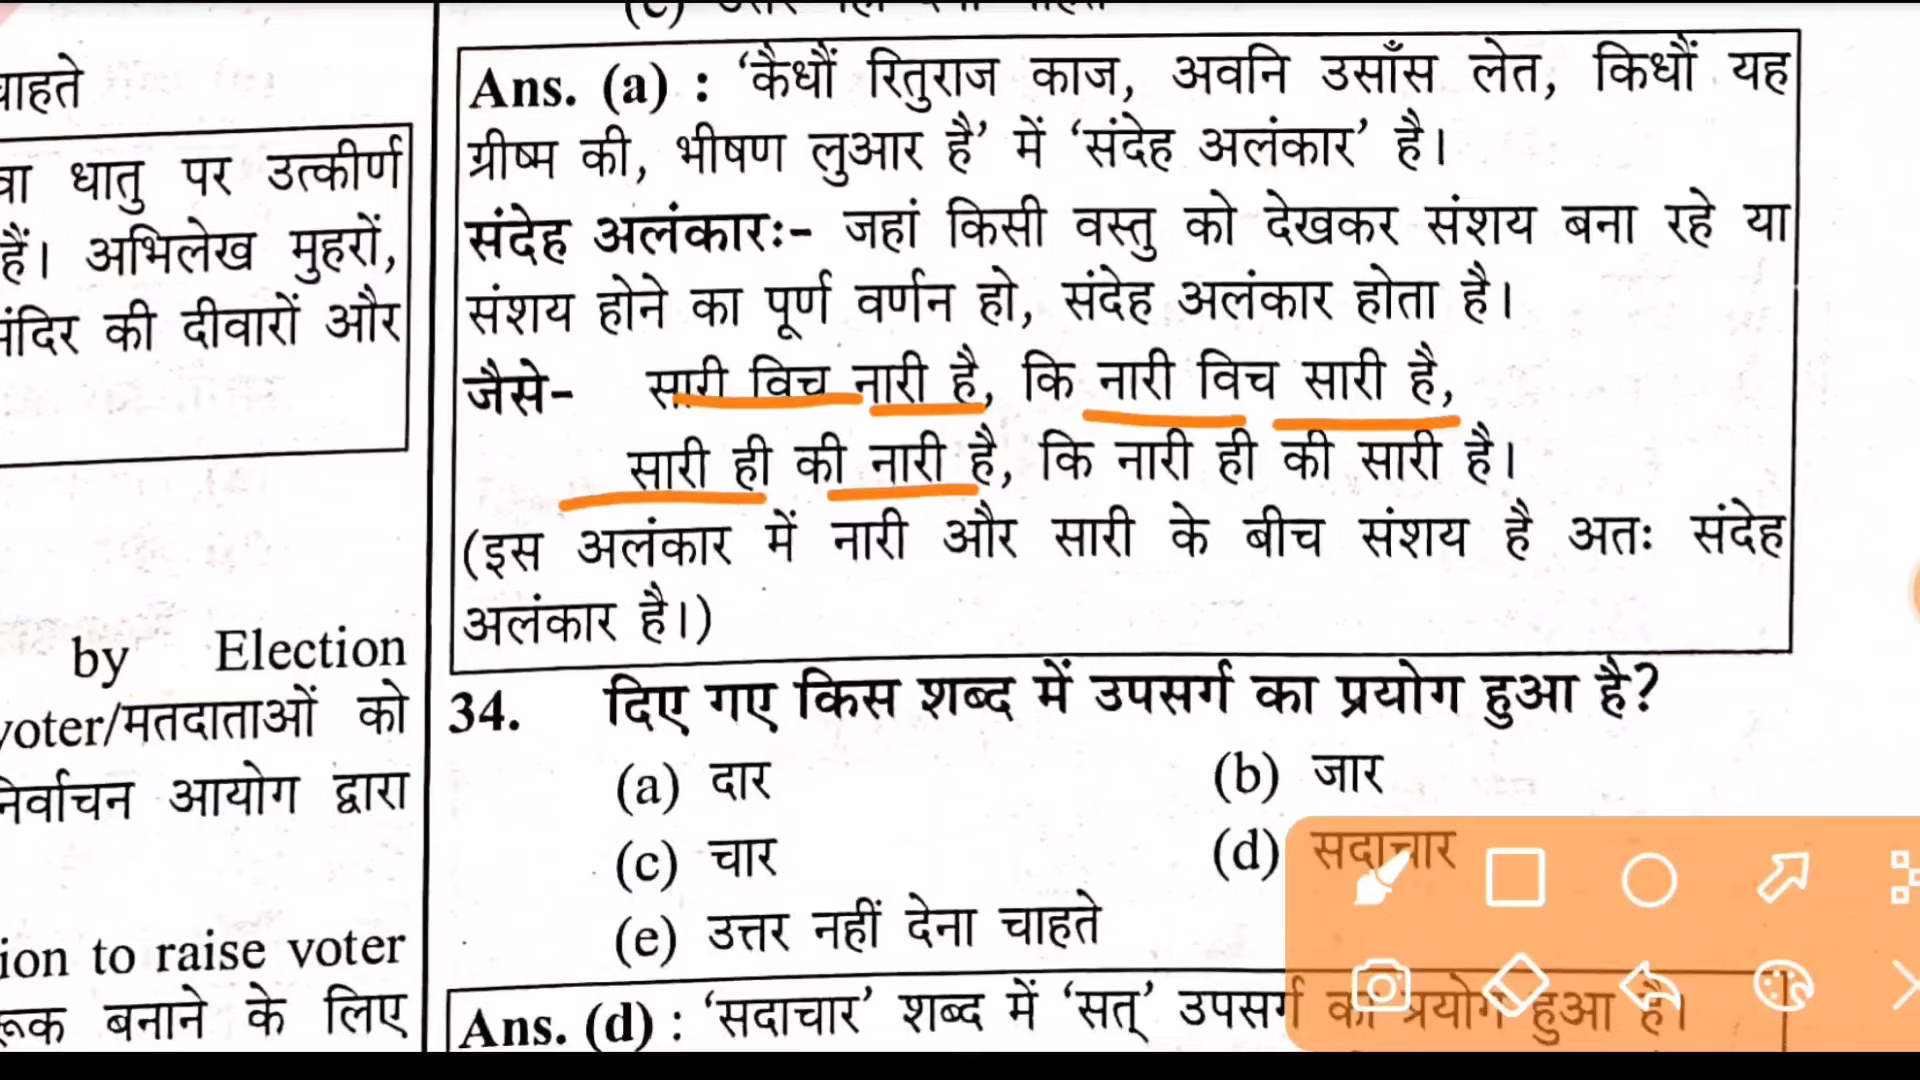 चाहते
धातु पर उत्कीर्ण
हैं। अभिलेख मुहरों,
मंदिर की दीवारों और
by Election
voter/मतदाताओं को
निर्वाचन आयोग द्वारा
to raise voter
बनाने के लिए
Ans. (a) : ‘कैधौं रितुराज काज, अवनि उसाँस लेत, किधौं यह
ग्रीष्म की, भीषण लुआर है’ में ‘संदेह अलंकार’ है।
संदेह अलंकारः- जहां किसी वस्तु को देखकर संशय बना रहे या
संशय होने का पूर्ण वर्णन हो, संदेह अलंकार होता है।
जैसे- सारी विच नारी है, कि नारी विच सारी है,
सारी ही की नारी है, कि नारी ही की सारी है।
(इस अलंकार में नारी और सारी के बीच संशय है अतः संदेह
अलंकार है।)
34. दिए गए किस शब्द में उपसर्ग का प्रयोग हुआ है?
(a) दार (b) जार
(c) चार (d) सदाचार
(e) उत्तर नहीं देना चाहते
Ans. (d) : ‘सदाचार’ शब्द में ‘सत्’ उपसर्ग का प्रयोग हुआ है।